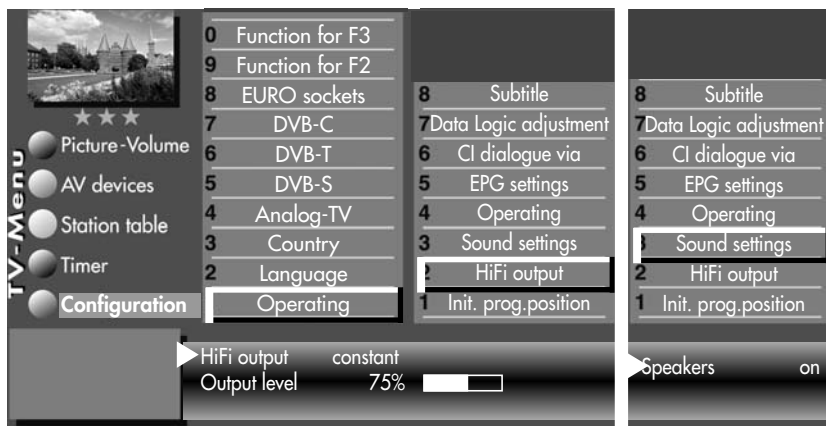 TV-Menu
Picture-Volume
AV devices
Station table
Timer
Configuration
0 Function for F3
9 Function for F2
8 EURO sockets
7 DVB-C
6 DVB-T
5 DVB-S
4 Analog-TV
3 Country
2 Language
Operating
8 Subtitle
7 Data Logic adjustment
6 CI dialogue via
5 EPG settings
4 Operating
3 Sound settings
2 HiFi output
1 Init. prog.position
HiFi output constant
Output level 75%
8 Subtitle
7 Data Logic adjustment
6 CI dialogue via
5 EPG settings
4 Operating
3 Sound settings
2 HiFi output
1 Init. prog.position
Speakers on